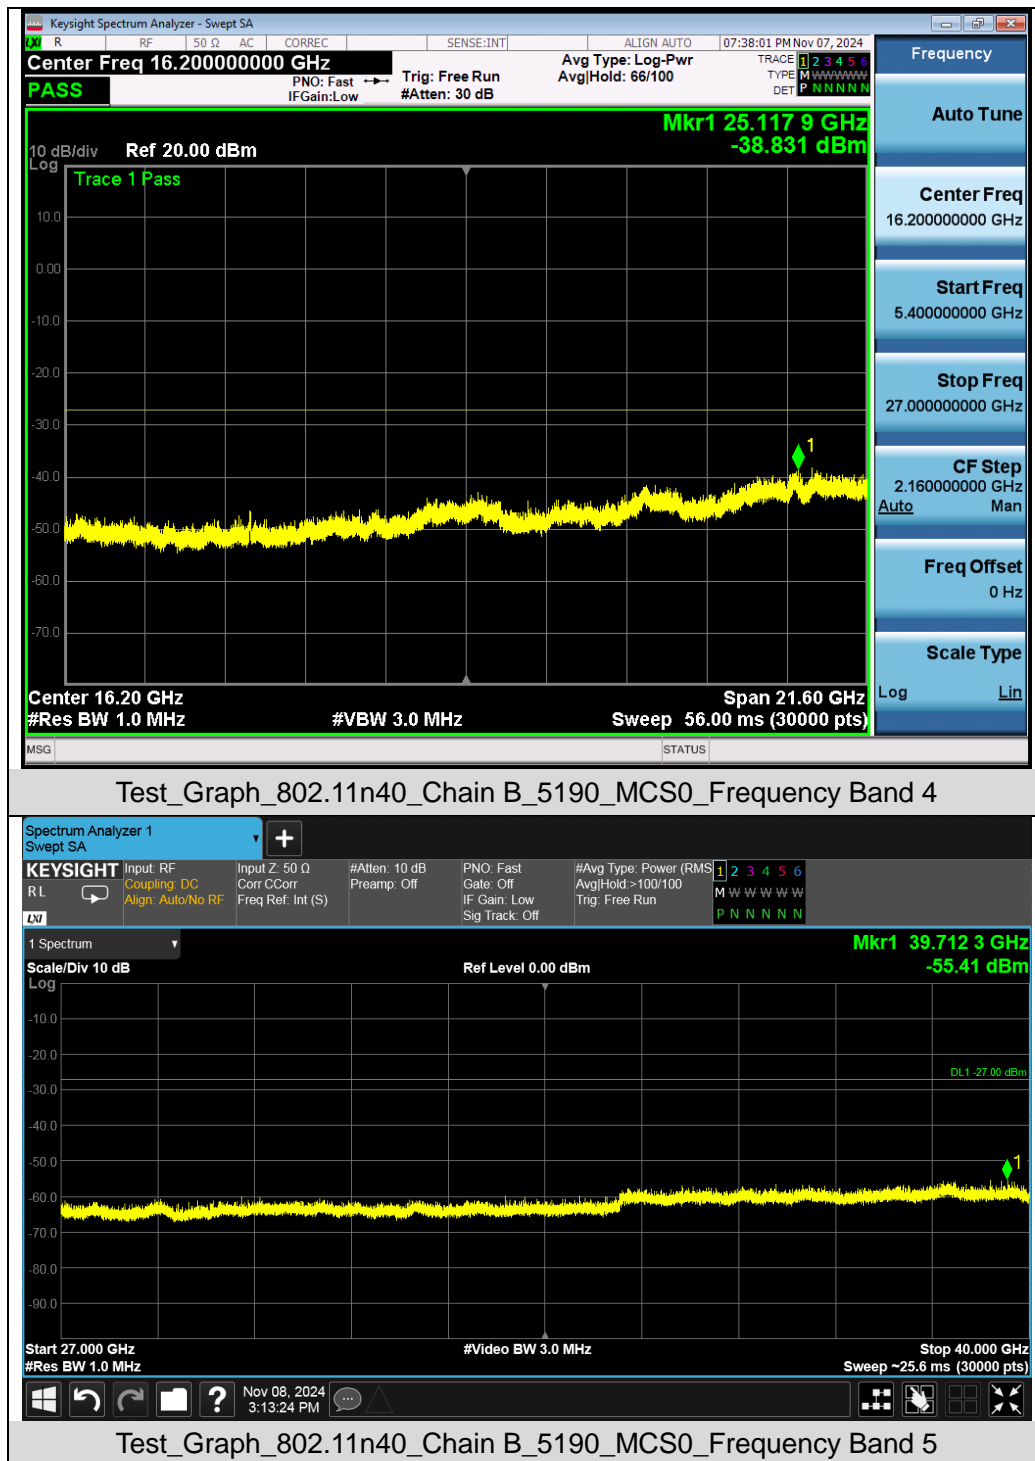 Keysight Spectrum Analyzer - Swept SA
LXI R RF 50 Ω AC CORREC SENSE:INT ALIGN AUTO 07:38:01 PM Nov 07, 2024
Center Freq 16.200000000 GHz
PASS
PNO: Fast
IFGain:Low
Trig: Free Run
#Atten: 30 dB
Avg Type: Log-Pwr
Avg|Hold: 66/100
TRACE 1 2 3 4 5 6
TYPE M W W W W W
DET P N N N N N
Mkr1 25.117 9 GHz
-38.831 dBm
10 dB/div Ref 20.00 dBm
Log
Trace 1 Pass
10.0
0.00
-10.0
-20.0
-30.0
-40.0
-50.0
-60.0
-70.0
1
Center 16.20 GHz Span 21.60 GHz
#Res BW 1.0 MHz #VBW 3.0 MHz Sweep 56.00 ms (30000 pts)
MSG STATUS
Frequency
Auto Tune
Center Freq
16.200000000 GHz
Start Freq
5.400000000 GHz
Stop Freq
27.000000000 GHz
CF Step
2.160000000 GHz
Auto Man
Freq Offset
0 Hz
Scale Type
Log Lin
Test_Graph_802.11n40_Chain B_5190_MCS0_Frequency Band 4
Spectrum Analyzer 1
Swept SA
KEYSIGHT
R L
LXI
Input: RF
Coupling: DC
Align: Auto/No RF
Input Z: 50 Ω
Corr CCorr
Freq Ref: Int (S)
#Atten: 10 dB
Preamp: Off
PNO: Fast
Gate: Off
IF Gain: Low
Sig Track: Off
#Avg Type: Power (RMS
Avg|Hold:>100/100
Trig: Free Run
1 2 3 4 5 6
M W W W W W
P N N N N N
1 Spectrum
Mkr1 39.712 3 GHz
-55.41 dBm
Scale/Div 10 dB Ref Level 0.00 dBm
Log
-10.0
-20.0
DL1 -27.00 dBm
-30.0
-40.0
-50.0
1
-60.0
-70.0
-80.0
-90.0
Start 27.000 GHz #Video BW 3.0 MHz Stop 40.000 GHz
#Res BW 1.0 MHz Sweep ~25.6 ms (30000 pts)
Nov 08, 2024
3:13:24 PM
Test_Graph_802.11n40_Chain B_5190_MCS0_Frequency Band 5